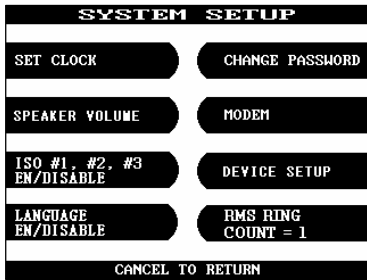 SYSTEM SETUP
SET CLOCK
CHANGE PASSWORD
SPEAKER VOLUME
MODEM
ISO #1, #2, #3
EN/DISABLE
DEVICE SETUP
LANGUAGE
EN/DISABLE
RMS RING
COUNT = 1
CANCEL TO RETURN